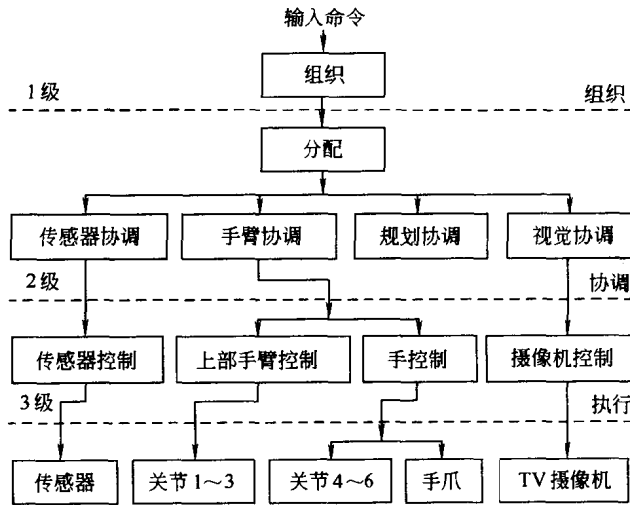 输入命令
组织
1级
组织
分配
传感器协调
手臂协调
规划协调
视觉协调
2级
协调
传感器控制
上部手臂控制
手控制
摄像机控制
3级
执行
传感器
关节1～3
关节4～6
手爪
TV摄像机